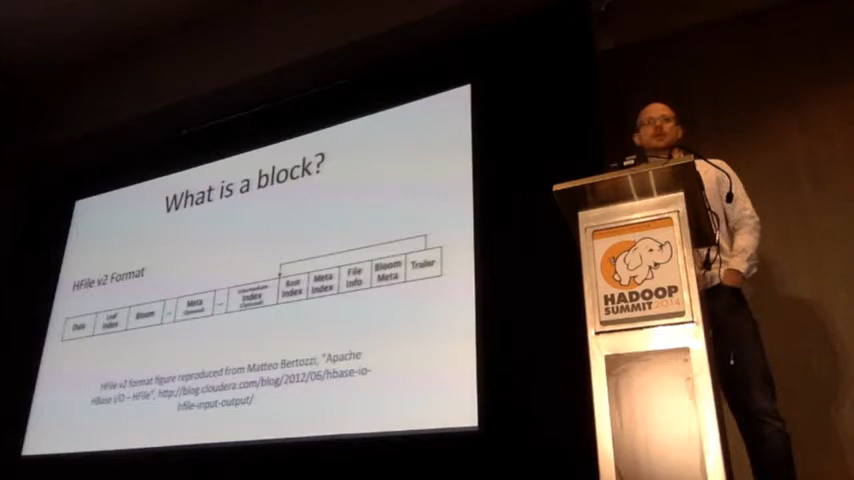 What is a block?
HFile v2 Format
Data
Leaf
Index
Bloom
...
Meta
(Optional)
...
Intermediate
Index
(Optional)
Root
Index
Meta
Index
File
Info
Bloom
Meta
Trailer
HFile v2 format figure reproduced from Matteo Bertozzi, "Apache
HBase I/O – HFile", http://blog.cloudera.com/blog/2012/06/hbase-io-
hfile-input-output/
HADOOP
SUMMIT 2014